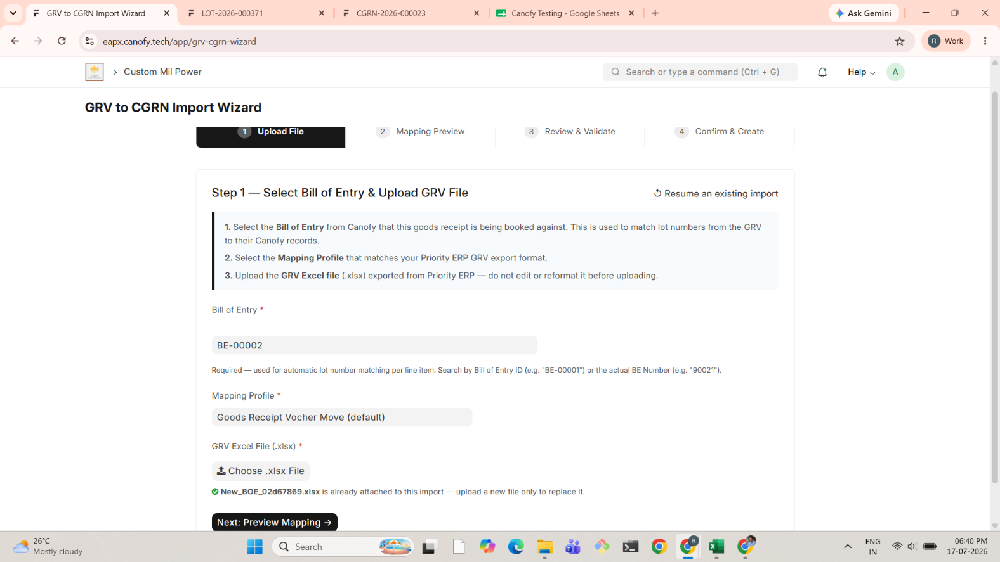 GRV to CGRN Import Wizard
LOT-2026-000371
CGRN-2026-000023
Canofy Testing - Google Sheets
Ask Gemini
eapx.canofy.tech/app/grv-cgrn-wizard
R Work
Custom Mil Power
Search or type a command (Ctrl + G)
Help
A
GRV to CGRN Import Wizard
1 Upload File
2 Mapping Preview
3 Review & Validate
4 Confirm & Create
Step 1 — Select Bill of Entry & Upload GRV File
Resume an existing import
1. Select the Bill of Entry from Canofy that this goods receipt is being booked against. This is used to match lot numbers from the GRV
to their Canofy records.
2. Select the Mapping Profile that matches your Priority ERP GRV export format.
3. Upload the GRV Excel file (.xlsx) exported from Priority ERP — do not edit or reformat it before uploading.
Bill of Entry *
BE-00002
Required — used for automatic lot number matching per line item. Search by Bill of Entry ID (e.g. "BE-00001") or the actual BE Number (e.g. "90021").
Mapping Profile *
Goods Receipt Vocher Move (default)
GRV Excel File (.xlsx) *
Choose .xlsx File
New_BOE_02d67869.xlsx is already attached to this import — upload a new file only to replace it.
Next: Preview Mapping →
26°C
Mostly cloudy
Search
ENG
IN
06:40 PM
17-07-2026